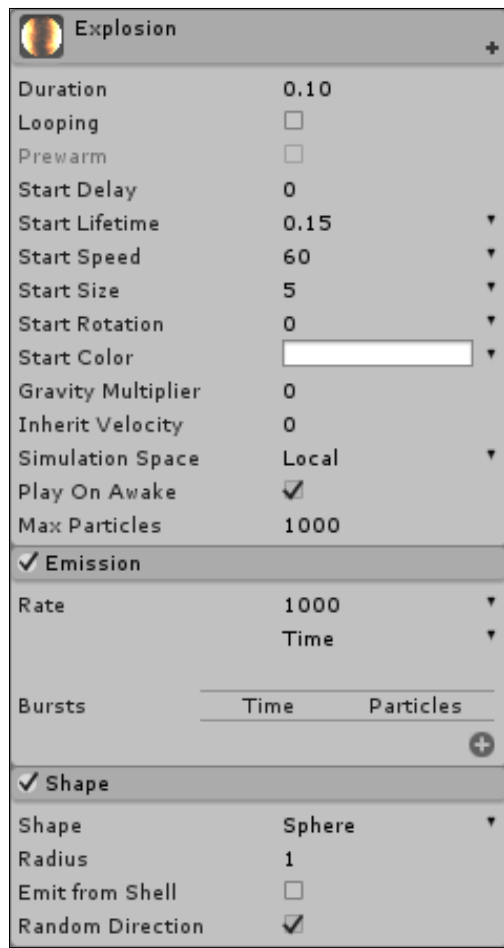 Explosion
Duration 0.10
Looping
Prewarm
Start Delay 0
Start Lifetime 0.15
Start Speed 60
Start Size 5
Start Rotation 0
Start Color
Gravity Multiplier 0
Inherit Velocity 0
Simulation Space Local
Play On Awake
Max Particles 1000
Emission
Rate 1000
Time
Bursts Time Particles
Shape
Shape Sphere
Radius 1
Emit from Shell
Random Direction